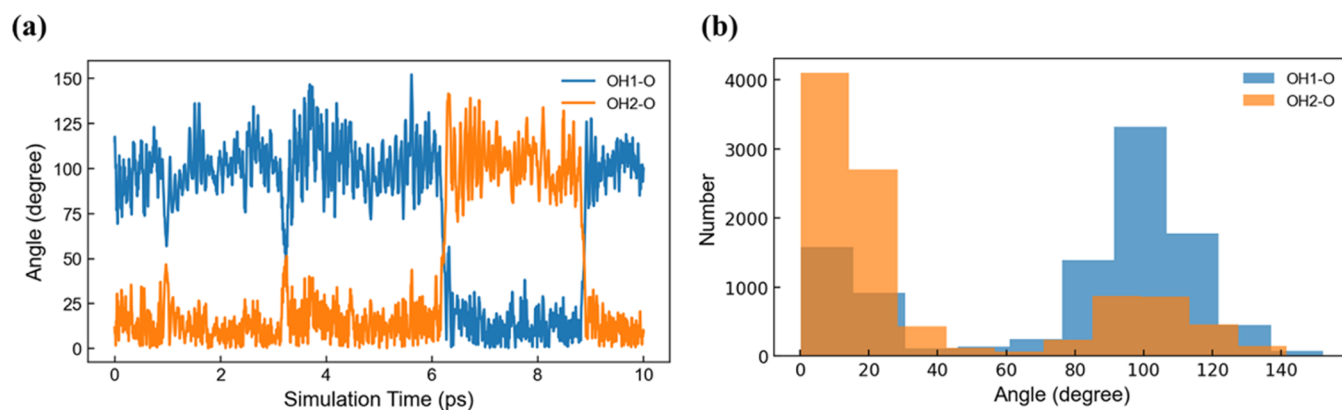 (a)
150
125
100
75
50
25
0
Angle (degree)
OH1-O
OH2-O
0 2 4 6 8 10
Simulation Time (ps)
(b)
4000
3000
2000
1000
0
Number
OH1-O
OH2-O
0 20 40 60 80 100 120 140
Angle (degree)